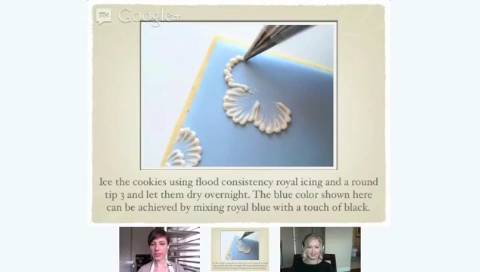 Google+
Ice the cookies using flood consistency royal icing and a round
tip 3 and let them dry overnight. The blue color shown here
can be achieved by mixing royal blue with a touch of black.